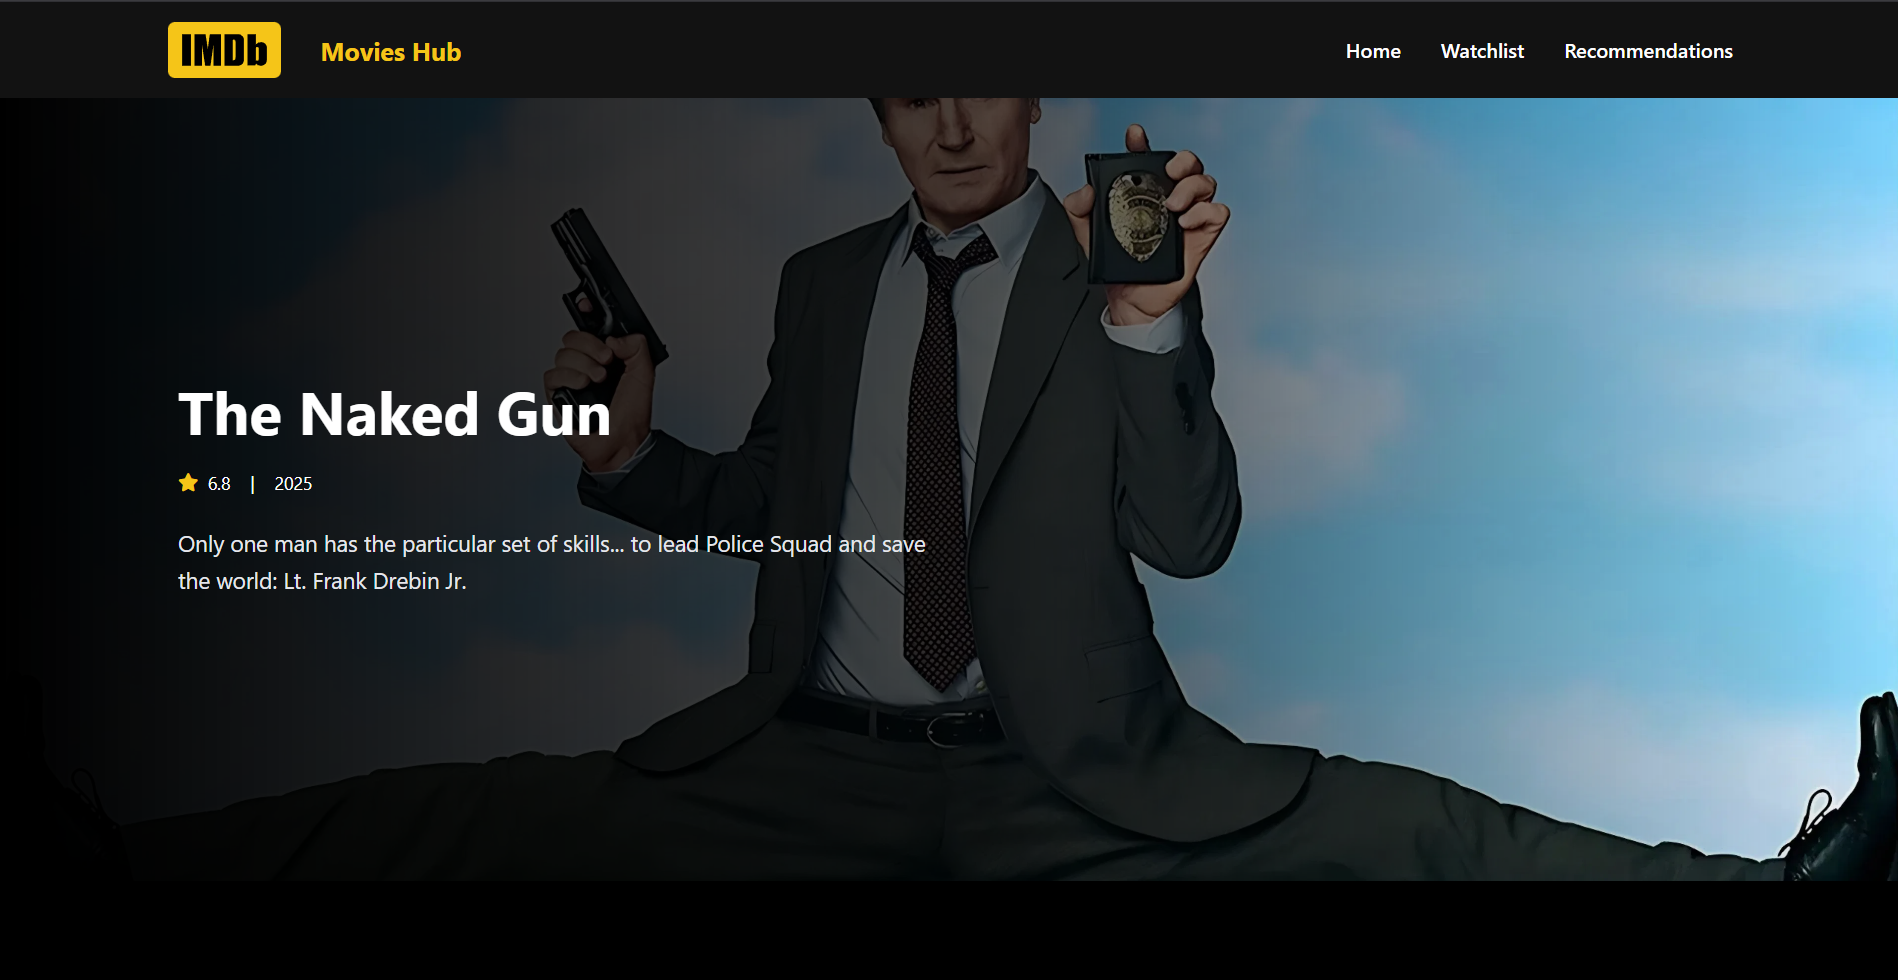 IMDb Movies Hub Home Watchlist Recommendations
The Naked Gun
6.8 | 2025
Only one man has the particular set of skills... to lead Police Squad and save
the world: Lt. Frank Drebin Jr.